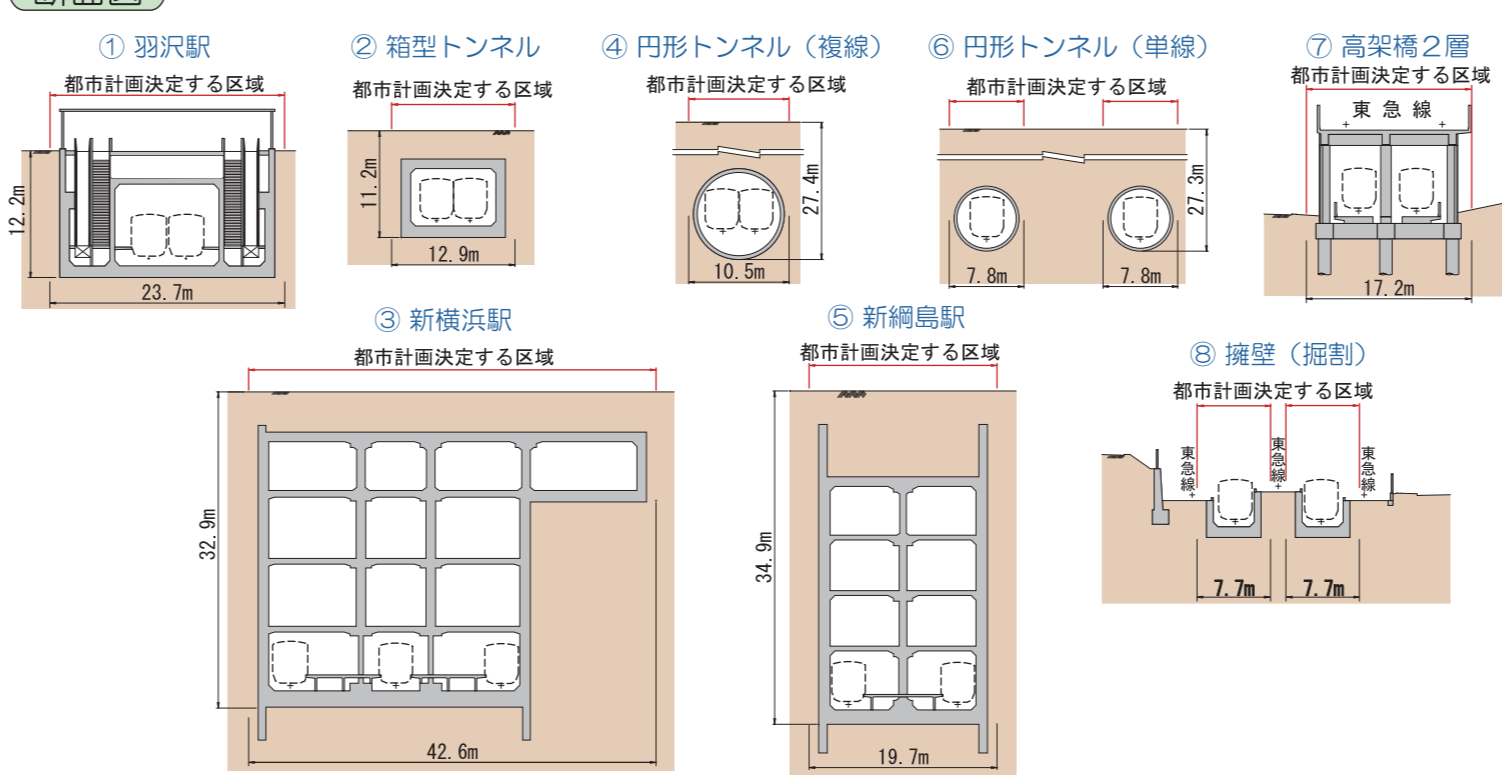 断面図
① 羽沢駅
都市計画決定する区域
12.2m
23.7m
② 箱型トンネル
都市計画決定する区域
11.2m
12.9m
④ 円形トンネル（複線）
都市計画決定する区域
27.4m
10.5m
⑥ 円形トンネル（単線）
都市計画決定する区域
27.3m
7.8m
7.8m
⑦ 高架橋２層
都市計画決定する区域
東急線
17.2m
③ 新横浜駅
都市計画決定する区域
32.9m
42.6m
⑤ 新綱島駅
都市計画決定する区域
34.9m
19.7m
⑧ 擁壁（掘割）
都市計画決定する区域
東急線
東急線
東急線
7.7m
7.7m